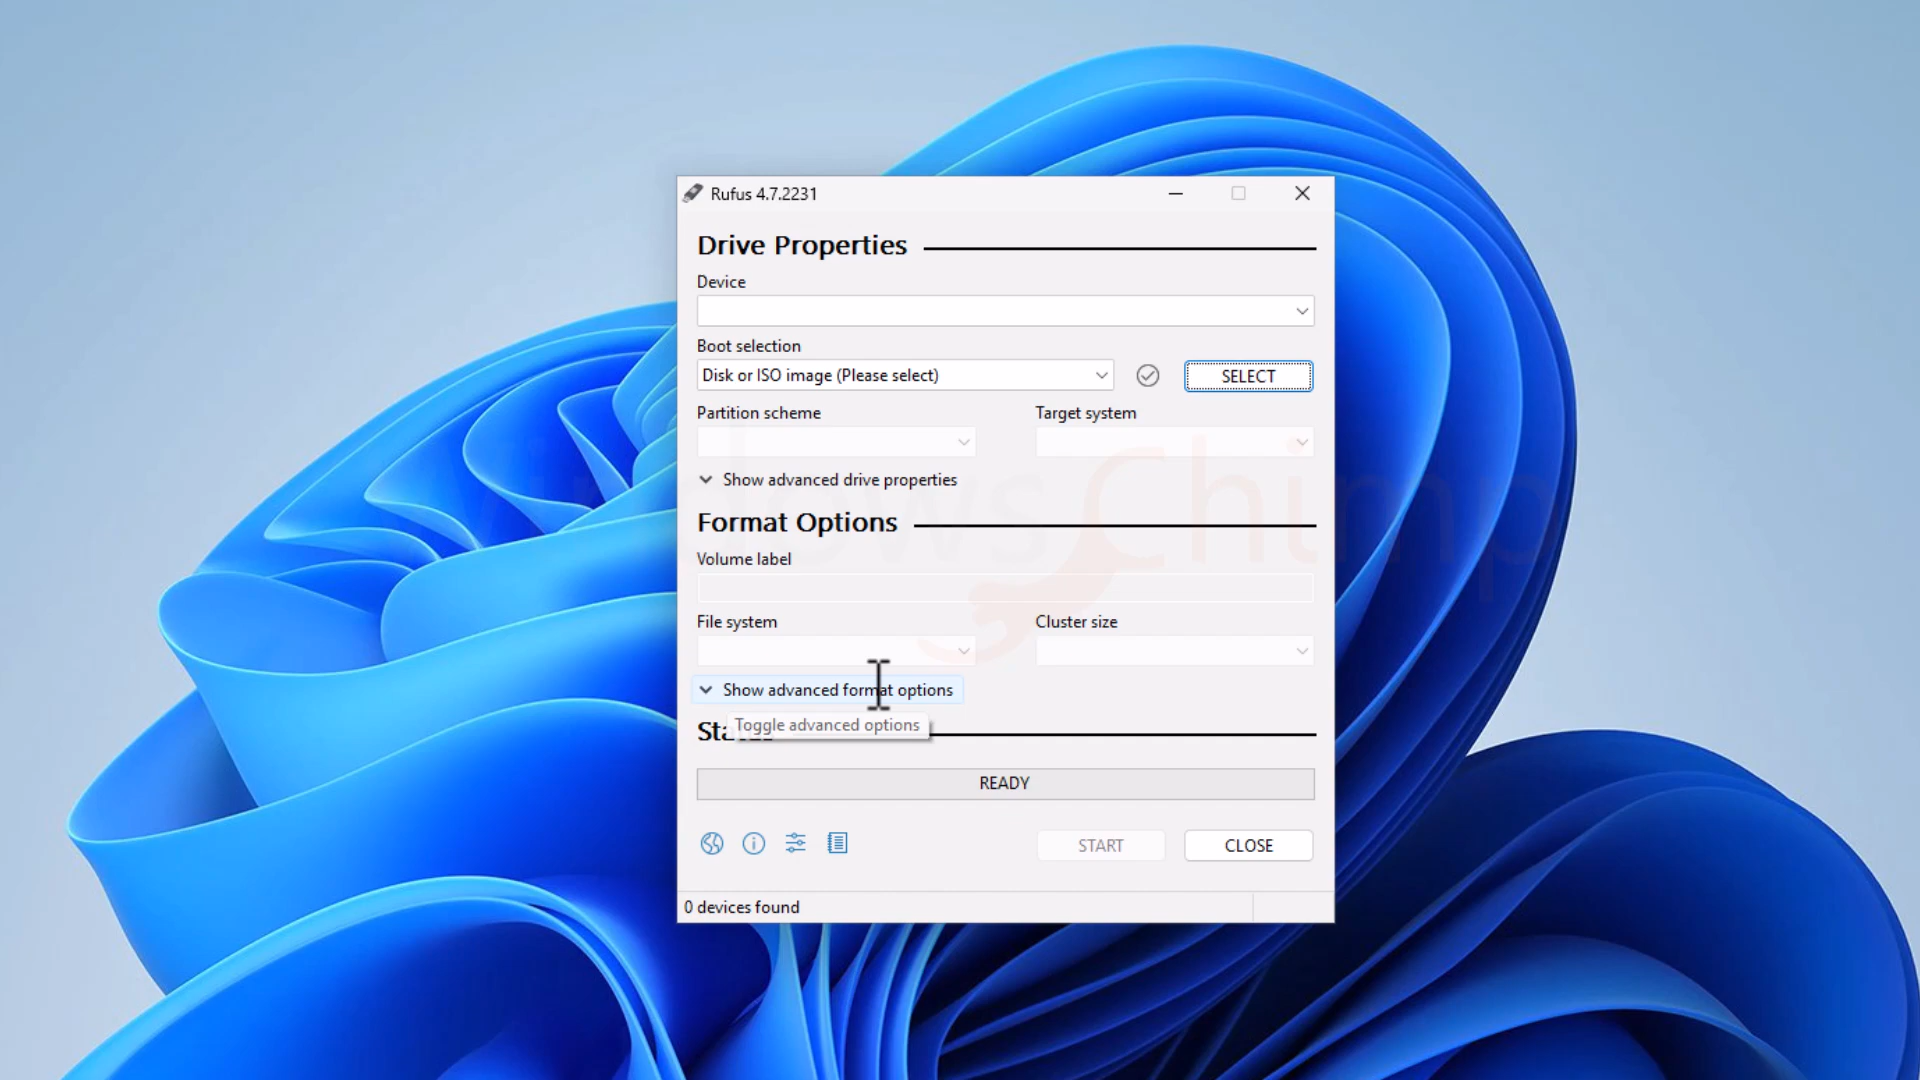 Rufus 4.7.2231
Drive Properties
Device
Boot selection
Disk or ISO image (Please select)
SELECT
Partition scheme
Target system
Show advanced drive properties
Windows Chimp
Format Options
Volume label
File system
Cluster size
Show advanced format options
Toggle advanced options
READY
START
CLOSE
0 devices found